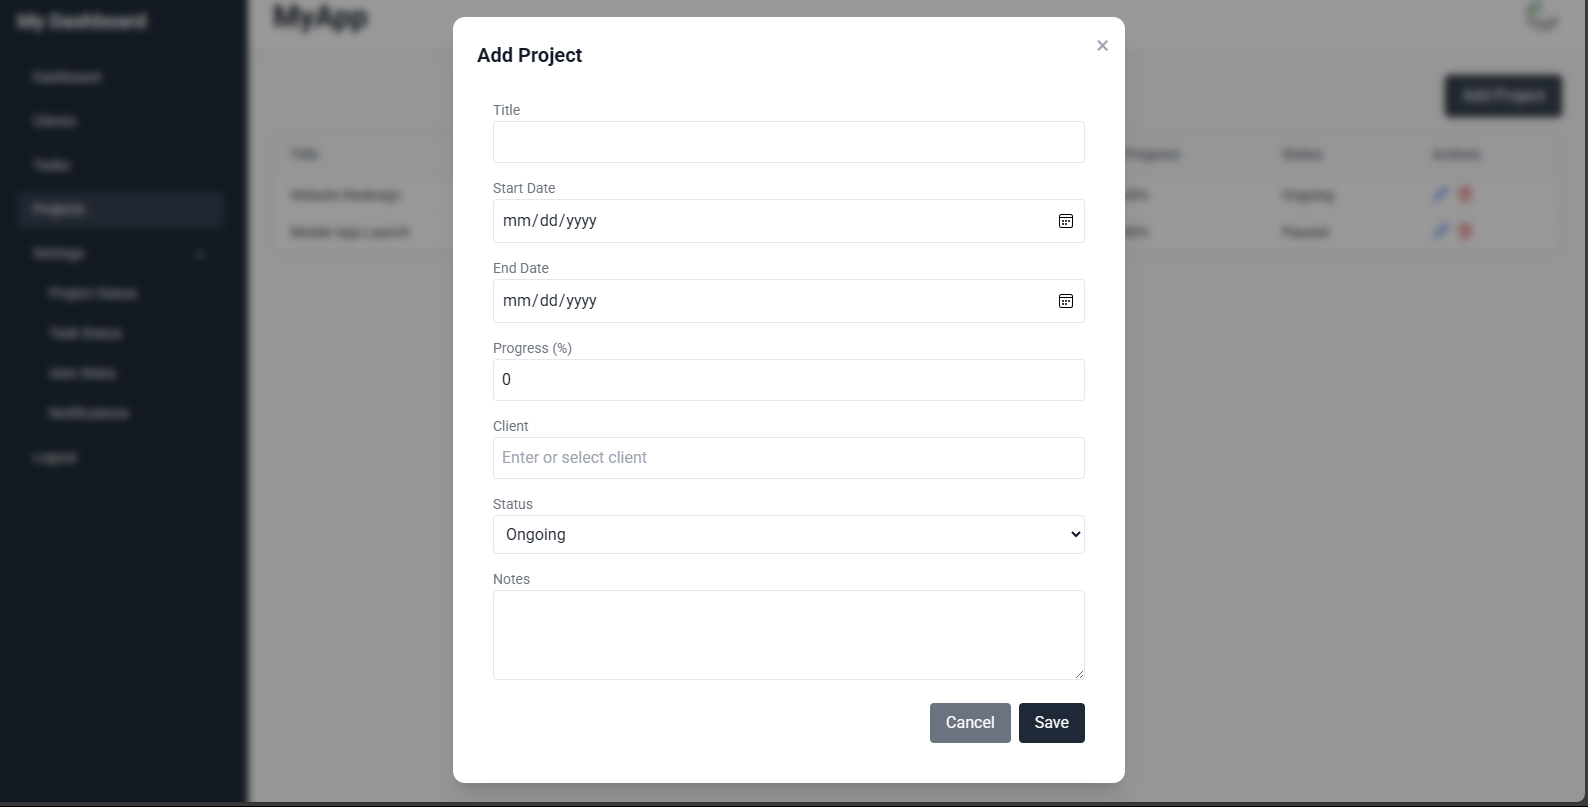 My Dashboard
MyApp
Dashboard
Clients
Tasks
Projects
Settings
Project Status
Task Status
User Roles
Notifications
Logout
Add Project
Title
Progress
Status
Actions
Website Redesign
Ongoing
Mobile App Launch
Paused
Add Project
×
Title
Start Date
mm/dd/yyyy
End Date
mm/dd/yyyy
Progress (%)
0
Client
Enter or select client
Status
Ongoing
Notes
Cancel
Save